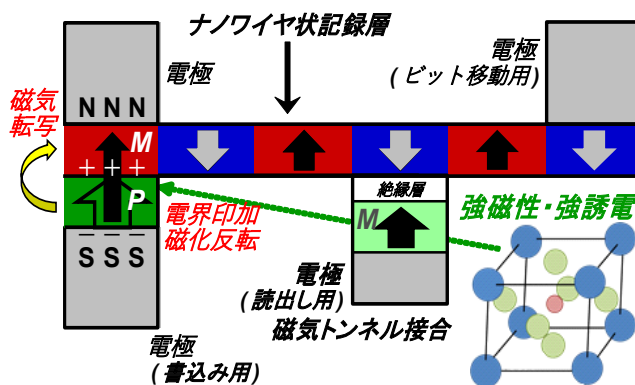 ナノワイヤ状記録層
電極
(ビット移動用)
電極
磁気
転写
N N N
M
+ + +
P
− − −
S S S
電界印加
磁化反転
絶縁層
M
強磁性・強誘電
電極
(読出し用)
磁気トンネル接合
電極
(書込み用)